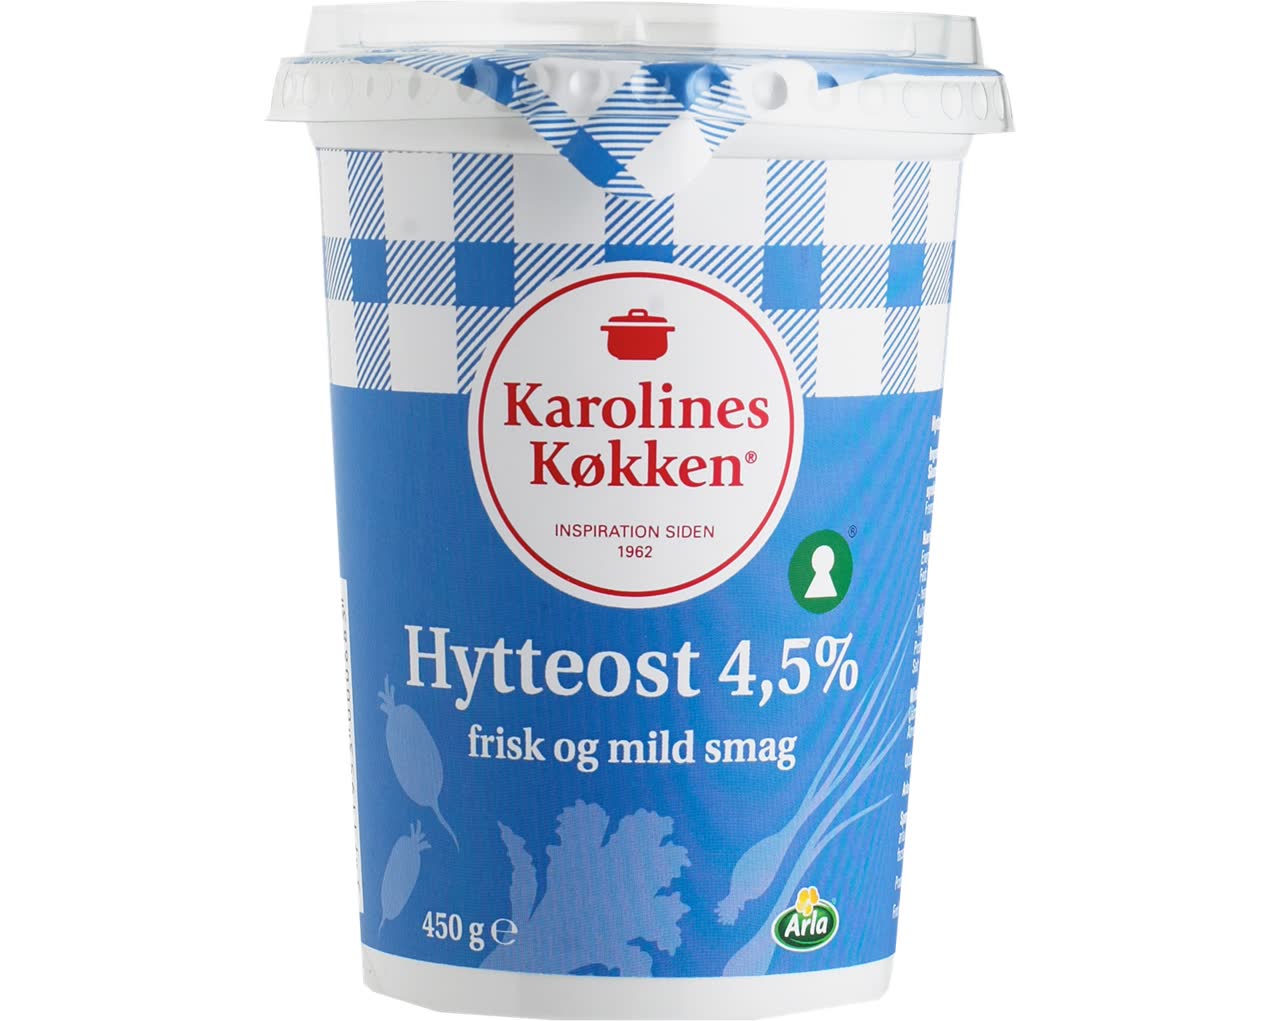 Karolines
Køkken®
INSPIRATION SIDEN
1962
®
Hytteost 4,5%
frisk og mild smag
450 g ℮
Arla